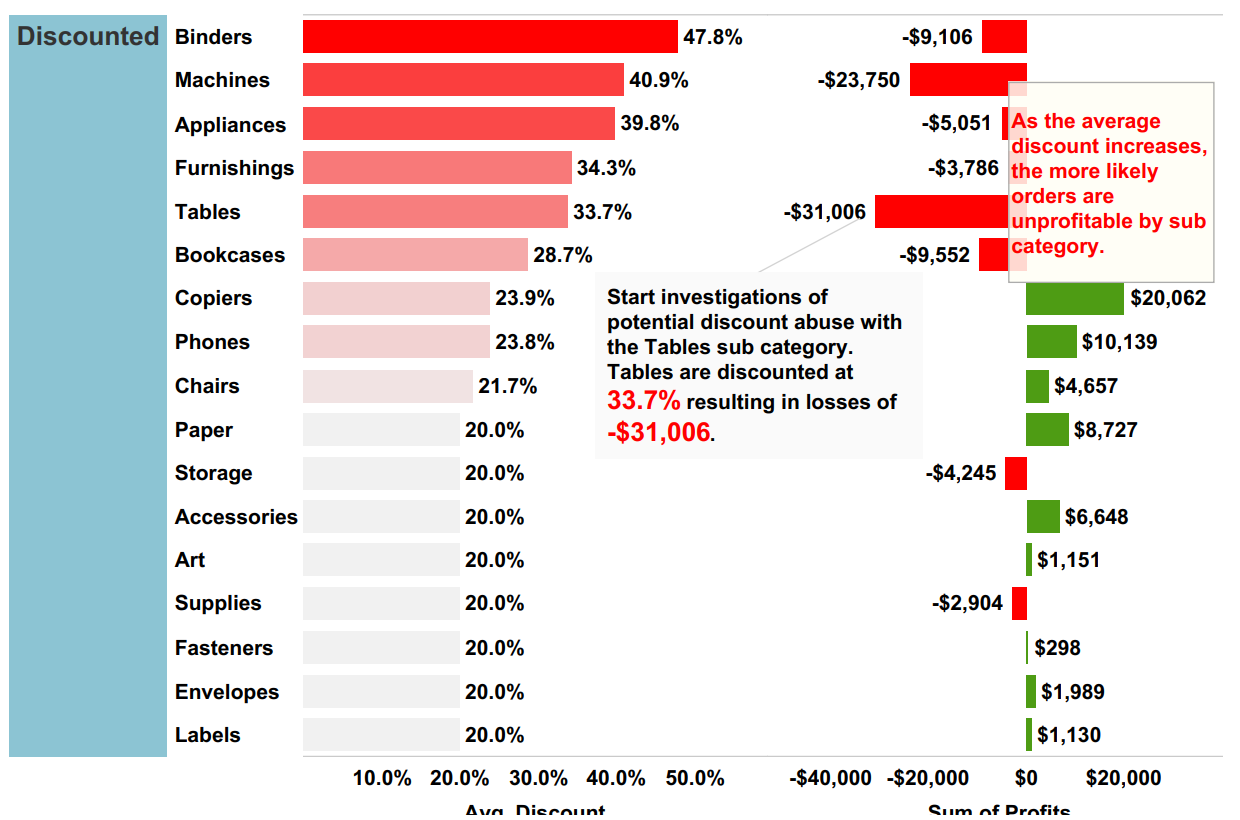 Discounted
Binders 47.8% -$9,106
Machines 40.9% -$23,750
Appliances 39.8% -$5,051
Furnishings 34.3% -$3,786
Tables 33.7% -$31,006
Bookcases 28.7% -$9,552
As the average
discount increases,
the more likely
orders are
unprofitable by sub
category.
Copiers 23.9% $20,062
Phones 23.8% $10,139
Chairs 21.7% $4,657
Paper 20.0% $8,727
Start investigations of
potential discount abuse with
the Tables sub category.
Tables are discounted at
33.7% resulting in losses of
-$31,006.
Storage 20.0% -$4,245
Accessories 20.0% $6,648
Art 20.0% $1,151
Supplies 20.0% -$2,904
Fasteners 20.0% $298
Envelopes 20.0% $1,989
Labels 20.0% $1,130
10.0% 20.0% 30.0% 40.0% 50.0% -$40,000 -$20,000 $0 $20,000
Avg. Discount Sum of Profits